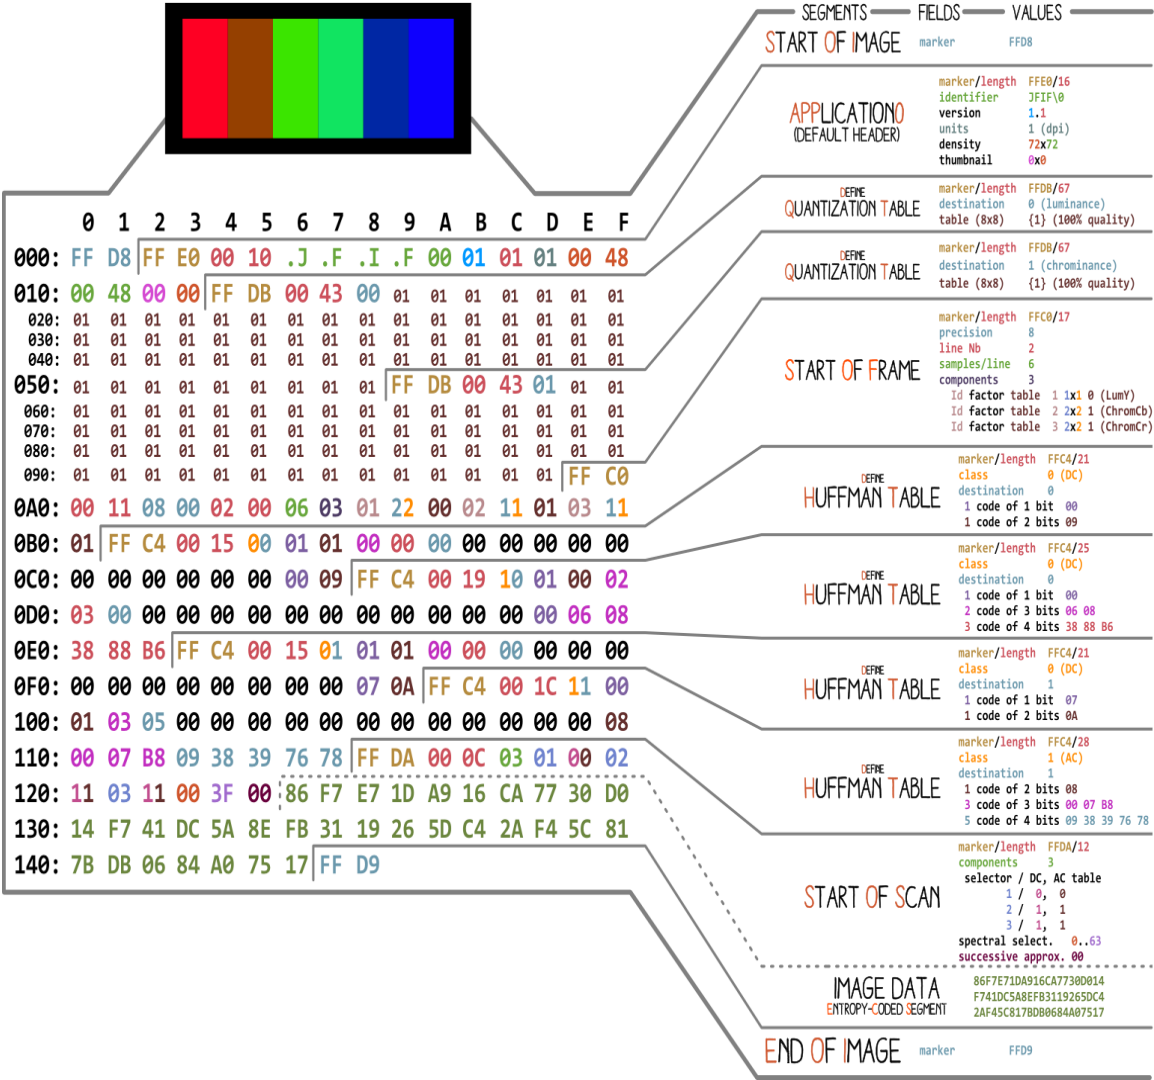 0 1 2 3 4 5 6 7 8 9 A B C D E F
000: FF D8 FF E0 00 10 .J .F .I .F 00 01 01 01 00 48
010: 00 48 00 00 FF DB 00 43 00 01 01 01 01 01 01 01
020: 01 01 01 01 01 01 01 01 01 01 01 01 01 01 01 01
030: 01 01 01 01 01 01 01 01 01 01 01 01 01 01 01 01
040: 01 01 01 01 01 01 01 01 01 01 01 01 01 01 01 01
050: 01 01 01 01 01 01 01 01 01 FF DB 00 43 01 01 01
060: 01 01 01 01 01 01 01 01 01 01 01 01 01 01 01 01
070: 01 01 01 01 01 01 01 01 01 01 01 01 01 01 01 01
080: 01 01 01 01 01 01 01 01 01 01 01 01 01 01 01 01
090: 01 01 01 01 01 01 01 01 01 01 01 01 01 01 FF C0
0A0: 00 11 08 00 02 00 06 03 01 22 00 02 11 01 03 11
0B0: 01 FF C4 00 15 00 01 01 00 00 00 00 00 00 00 00
0C0: 00 00 00 00 00 00 00 09 FF C4 00 19 10 01 00 02
0D0: 03 00 00 00 00 00 00 00 00 00 00 00 00 00 06 08
0E0: 38 88 B6 FF C4 00 15 01 01 01 00 00 00 00 00 00
0F0: 00 00 00 00 00 00 00 00 07 0A FF C4 00 1C 11 00
100: 01 03 05 00 00 00 00 00 00 00 00 00 00 00 00 08
110: 00 07 B8 09 38 39 76 78 FF DA 00 0C 03 01 00 02
120: 11 03 11 00 3F 00 86 F7 E7 1D A9 16 CA 77 30 D0
130: 14 F7 41 DC 5A 8E FB 31 19 26 5D C4 2A F4 5C 81
140: 7B DB 06 84 A0 75 17 FF D9
SEGMENTS FIELDS VALUES
START OF IMAGE marker FFD8
APPLICATION0
(DEFAULT HEADER)
marker/length FFE0/16
identifier JFIF\0
version 1.1
units 1 (dpi)
density 72x72
thumbnail 0x0
DEFINE
QUANTIZATION TABLE
marker/length FFDB/67
destination 0 (luminance)
table (8x8) {1} (100% quality)
DEFINE
QUANTIZATION TABLE
marker/length FFDB/67
destination 1 (chrominance)
table (8x8) {1} (100% quality)
START OF FRAME
marker/length FFC0/17
precision 8
line Nb 2
samples/line 6
components 3
Id factor table 1 1x1 0 (LumY)
Id factor table 2 2x2 1 (ChromCb)
Id factor table 3 2x2 1 (ChromCr)
DEFINE
HUFFMAN TABLE
marker/length FFC4/21
class 0 (DC)
destination 0
1 code of 1 bit 00
1 code of 2 bits 09
DEFINE
HUFFMAN TABLE
marker/length FFC4/25
class 0 (DC)
destination 0
1 code of 1 bit 00
2 code of 3 bits 06 08
3 code of 4 bits 38 88 B6
DEFINE
HUFFMAN TABLE
marker/length FFC4/21
class 0 (DC)
destination 1
1 code of 1 bit 07
1 code of 2 bits 0A
DEFINE
HUFFMAN TABLE
marker/length FFC4/28
class 1 (AC)
destination 1
1 code of 2 bits 08
3 code of 3 bits 00 07 B8
5 code of 4 bits 09 38 39 76 78
START OF SCAN
marker/length FFDA/12
components 3
selector / DC, AC table
1 / 0, 0
2 / 1, 1
3 / 1, 1
spectral select. 0..63
successive approx. 00
IMAGE DATA
ENTROPY-CODED SEGMENT
86F7E71DA916CA7730D014
F741DC5A8EFB3119265DC4
2AF45C817BDB0684A07517
END OF IMAGE marker FFD9